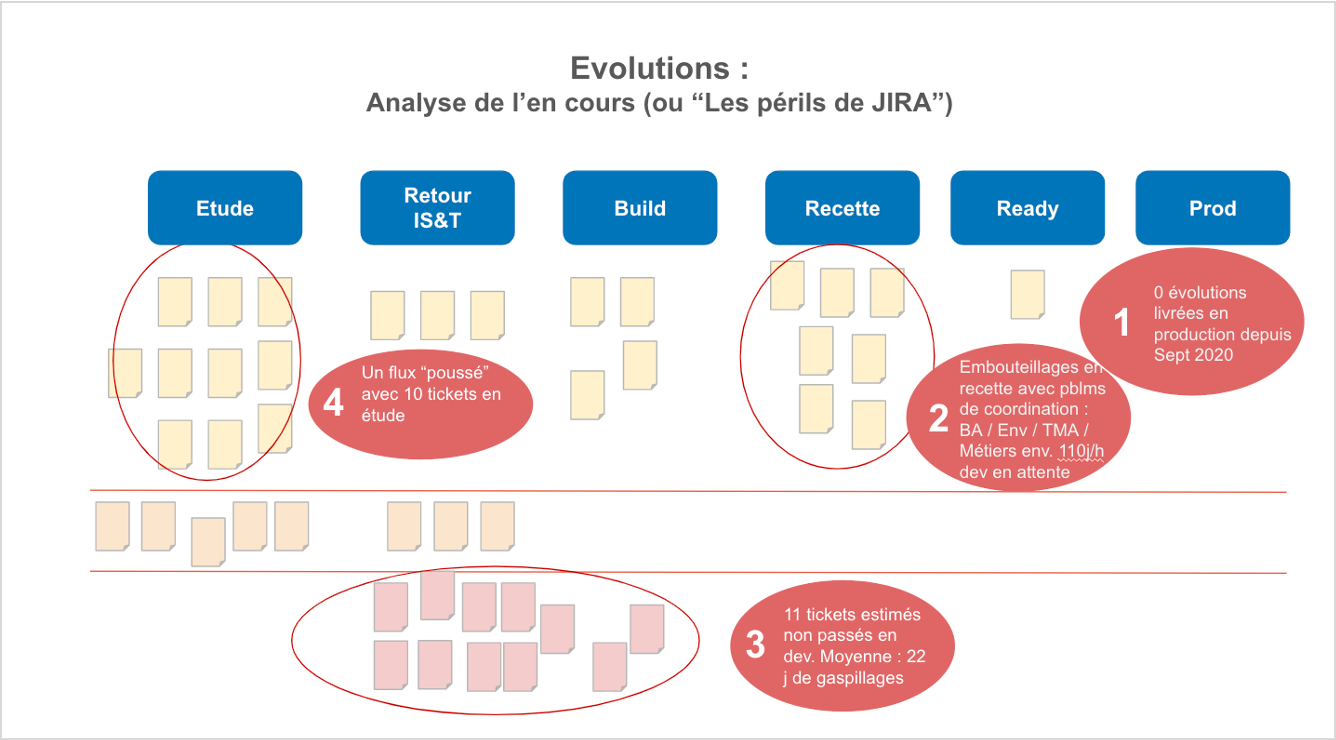 Evolutions :
Analyse de l’en cours (ou “Les périls de JIRA”)
Etude
Retour
IS&T
Build
Recette
Ready
Prod
1
0 évolutions
livrées en
production depuis
Sept 2020
2
Embouteillages en
recette avec pblms
de coordination :
BA / Env / TMA /
Métiers env. 110j/h
dev en attente
4
Un flux “poussé”
avec 10 tickets en
étude
3
11 tickets estimés
non passés en
dev. Moyenne : 22
j de gaspillages